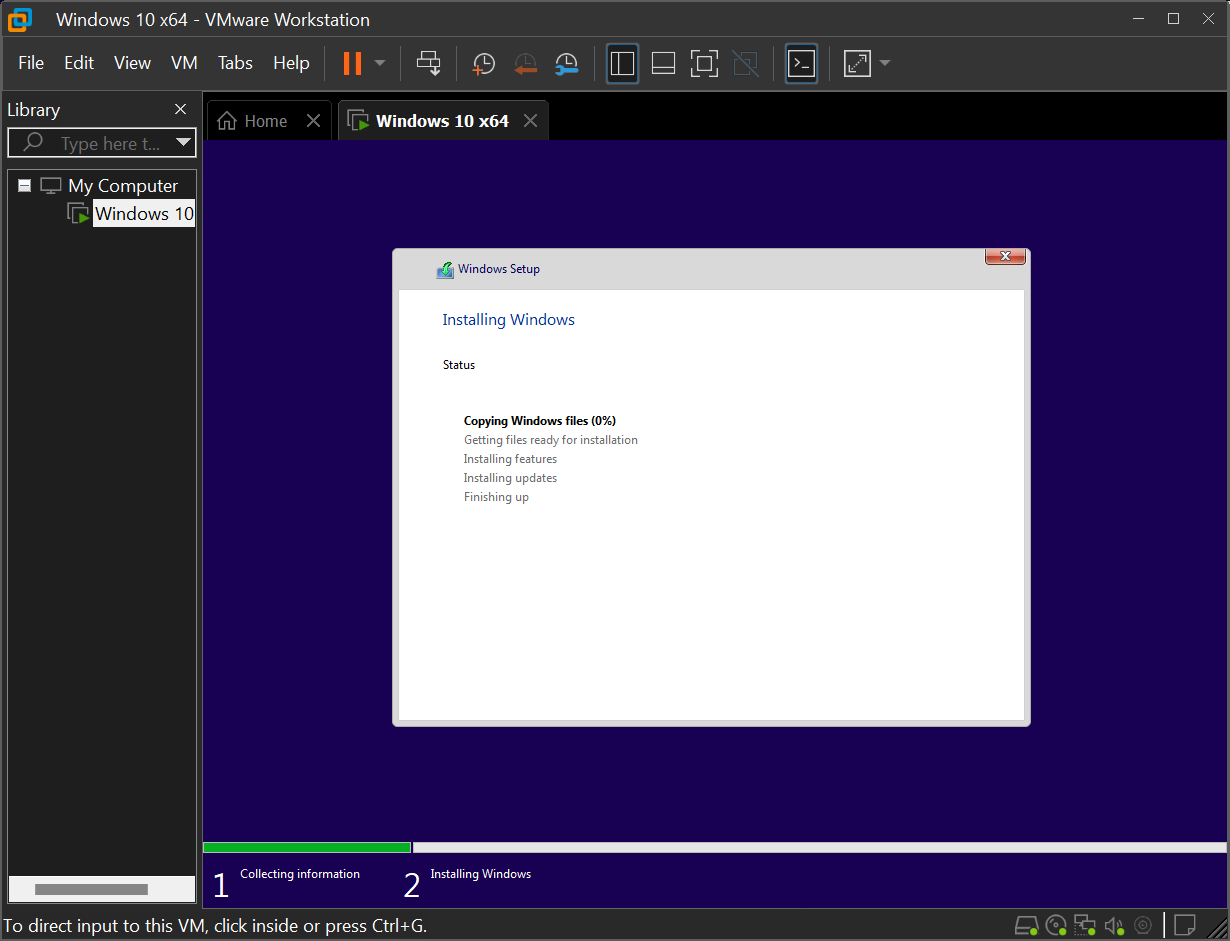 Windows 10 x64 - VMware Workstation
File Edit View VM Tabs Help
Library
Type here t...
Home
Windows 10 x64
My Computer
Windows 10
Windows Setup
Installing Windows
Status
Copying Windows files (0%)
Getting files ready for installation
Installing features
Installing updates
Finishing up
1 Collecting information
2 Installing Windows
To direct input to this VM, click inside or press Ctrl+G.